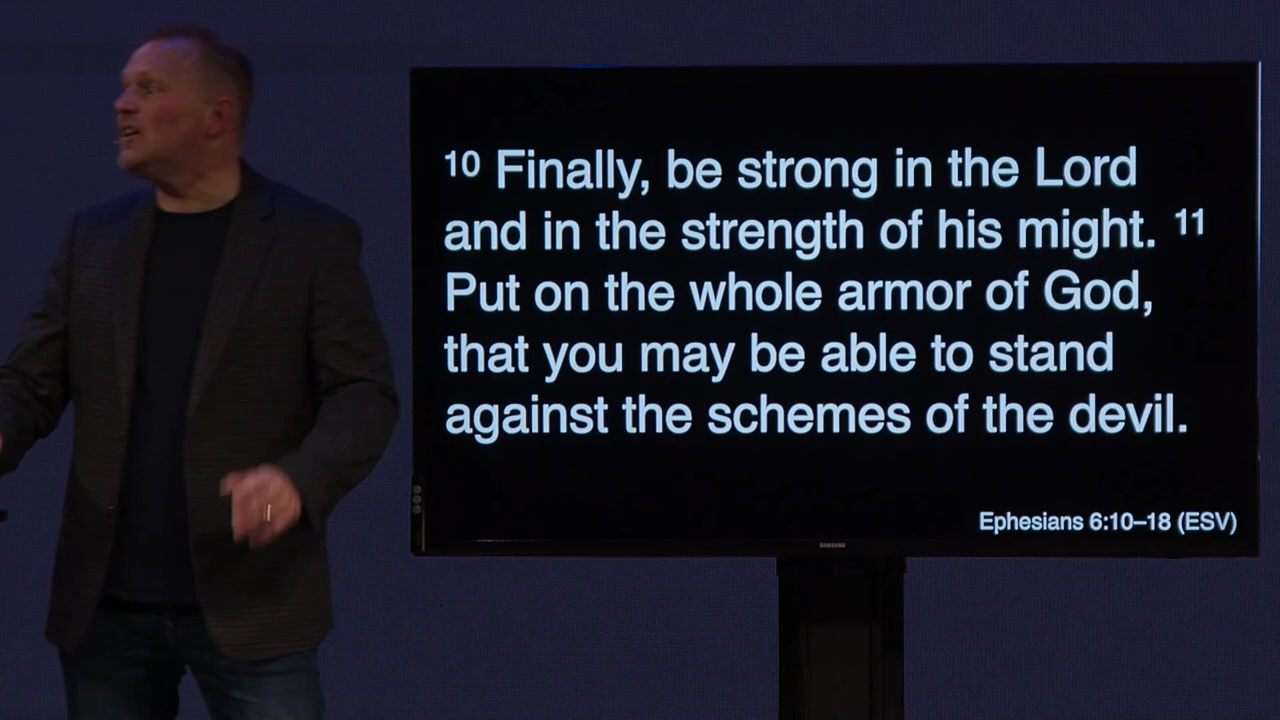 10 Finally, be strong in the Lord
and in the strength of his might. 11
Put on the whole armor of God,
that you may be able to stand
against the schemes of the devil.
Ephesians 6:10–18 (ESV)
SAMSUNG